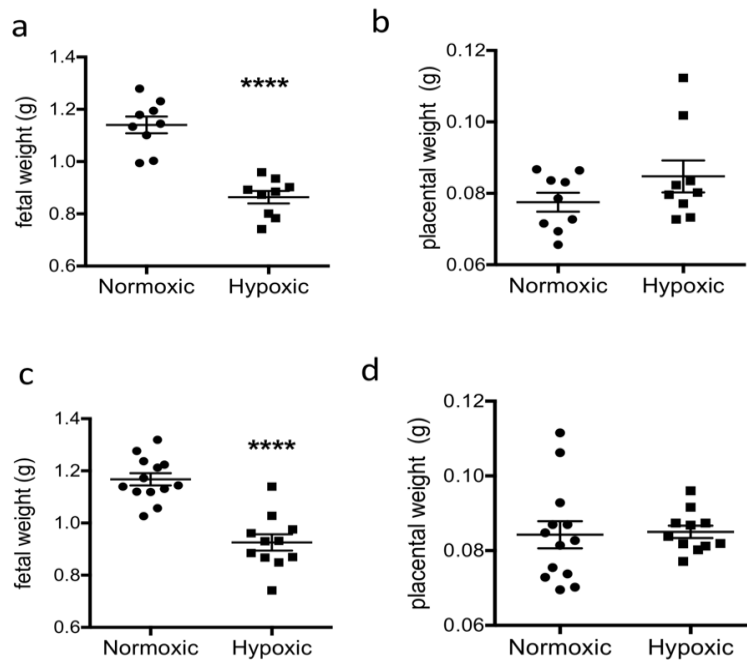 a
fetal weight (g)
1.4
1.2
1.0
0.8
0.6
****
Normoxic Hypoxic
b
placental weight (g)
0.12
0.10
0.08
0.06
Normoxic Hypoxic
c
fetal weight (g)
1.4
1.2
1.0
0.8
0.6
****
Normoxic Hypoxic
d
placental weight (g)
0.12
0.10
0.08
0.06
Normoxic Hypoxic